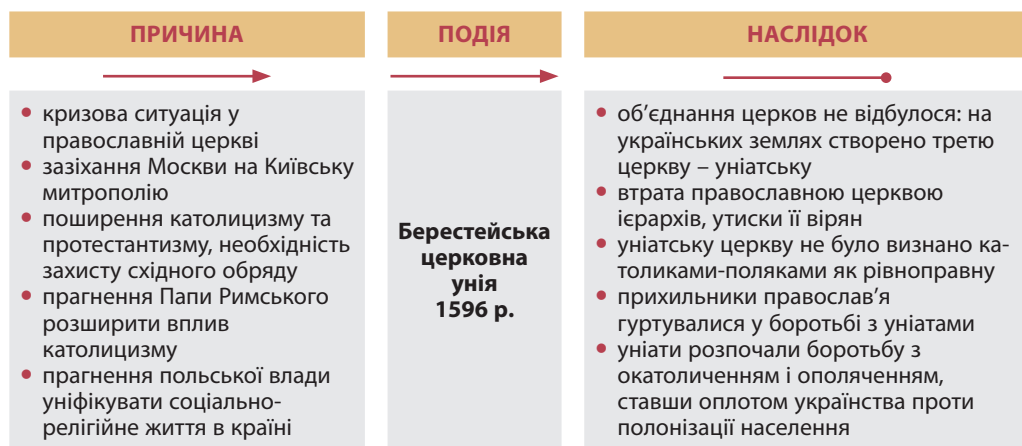 ПРИЧИНА
• кризова ситуація у
православній церкві
• зазіхання Москви на Київську
митрополію
• поширення католицизму та
протестантизму, необхідність
захисту східного обряду
• прагнення Папи Римського
розширити вплив
католицизму
• прагнення польської влади
уніфікувати соціально-
релігійне життя в країні
ПОДІЯ
Берестейська
церковна
унія
1596 р.
НАСЛІДОК
• об’єднання церков не відбулося: на
українських землях створено третю
церкву – уніатську
• втрата православною церквою
ієрархів, утиски її вірян
• уніатську церкву не було визнано ка-
толиками-поляками як рівноправну
• прихильники православ’я
гуртувалися у боротьбі з уніатами
• уніати розпочали боротьбу з
окатоличенням і ополяченням,
ставши оплотом українства проти
полонізації населення